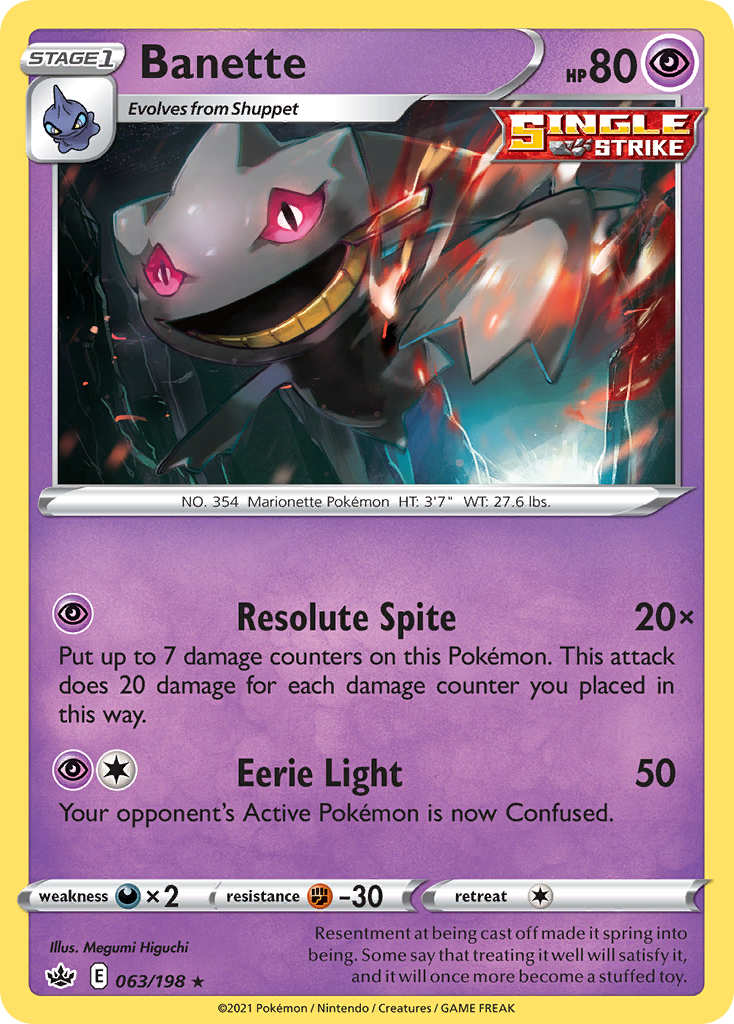 STAGE1
Banette
HP80
Evolves from Shuppet
SINGLE
STRIKE
NO. 354 Marionette Pokémon HT: 3'7" WT: 27.6 lbs.
Resolute Spite 20×
Put up to 7 damage counters on this Pokémon. This attack
does 20 damage for each damage counter you placed in
this way.
Eerie Light 50
Your opponent's Active Pokémon is now Confused.
weakness ×2 resistance -30 retreat
Illus. Megumi Higuchi
Resentment at being cast off made it spring into
being. Some say that treating it well will satisfy it,
and it will once more become a stuffed toy.
E 063/198 ★
©2021 Pokémon / Nintendo / Creatures / GAME FREAK